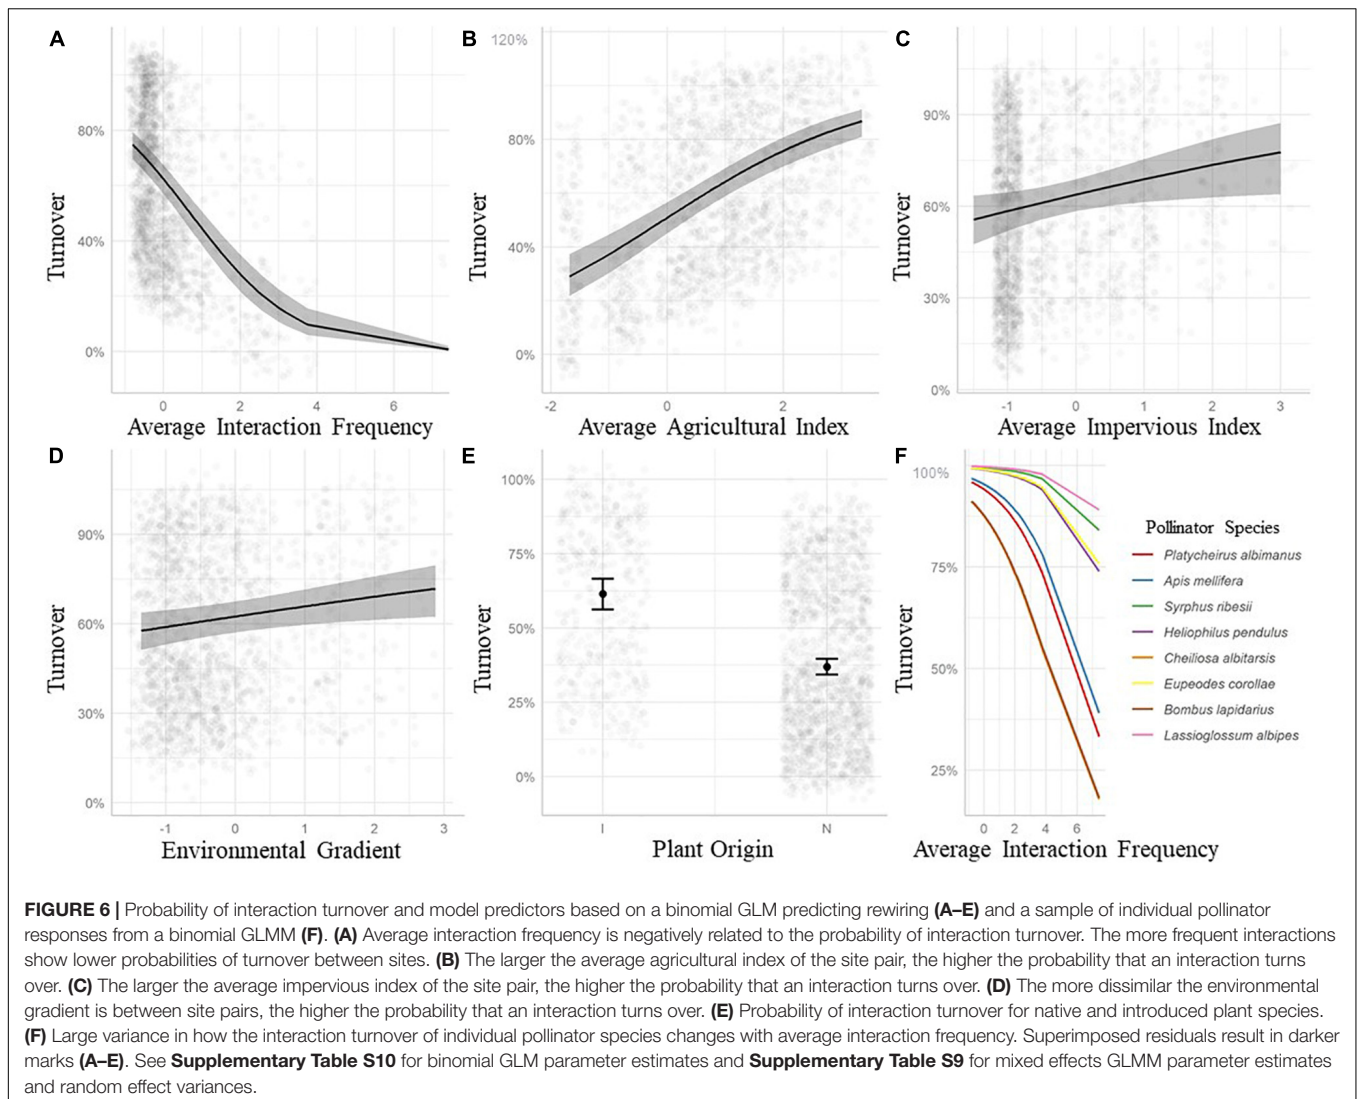 A
B
C
120%
80%
40%
0%
Turnover
0
2
4
6
Average Interaction Frequency
80%
40%
0%
Turnover
-2
0
2
Average Agricultural Index
90%
60%
30%
0%
Turnover
-1
0
1
2
3
Average Impervious Index
D
E
F
90%
60%
30%
0%
Turnover
-1
0
1
2
3
Environmental Gradient
100%
75%
50%
25%
0%
Turnover
I
N
Plant Origin
100%
75%
50%
25%
Turnover
0
2
4
6
Average Interaction Frequency
Pollinator Species
Platycheirus albimanus
Apis mellifera
Syrphus ribesii
Heliophilus pendulus
Cheiliosa albitarsis
Eupeodes corollae
Bombus lapidarius
Lassioglossum albipes
FIGURE 6 | Probability of interaction turnover and model predictors based on a binomial GLM predicting rewiring (A–E) and a sample of individual pollinator
responses from a binomial GLMM (F). (A) Average interaction frequency is negatively related to the probability of interaction turnover. The more frequent interactions
show lower probabilities of turnover between sites. (B) The larger the average agricultural index of the site pair, the higher the probability that an interaction turns
over. (C) The larger the average impervious index of the site pair, the higher the probability that an interaction turns over. (D) The more dissimilar the environmental
gradient is between site pairs, the higher the probability that an interaction turns over. (E) Probability of interaction turnover for native and introduced plant species.
(F) Large variance in how the interaction turnover of individual pollinator species changes with average interaction frequency. Superimposed residuals result in darker
marks (A–E). See Supplementary Table S10 for binomial GLM parameter estimates and Supplementary Table S9 for mixed effects GLMM parameter estimates
and random effect variances.